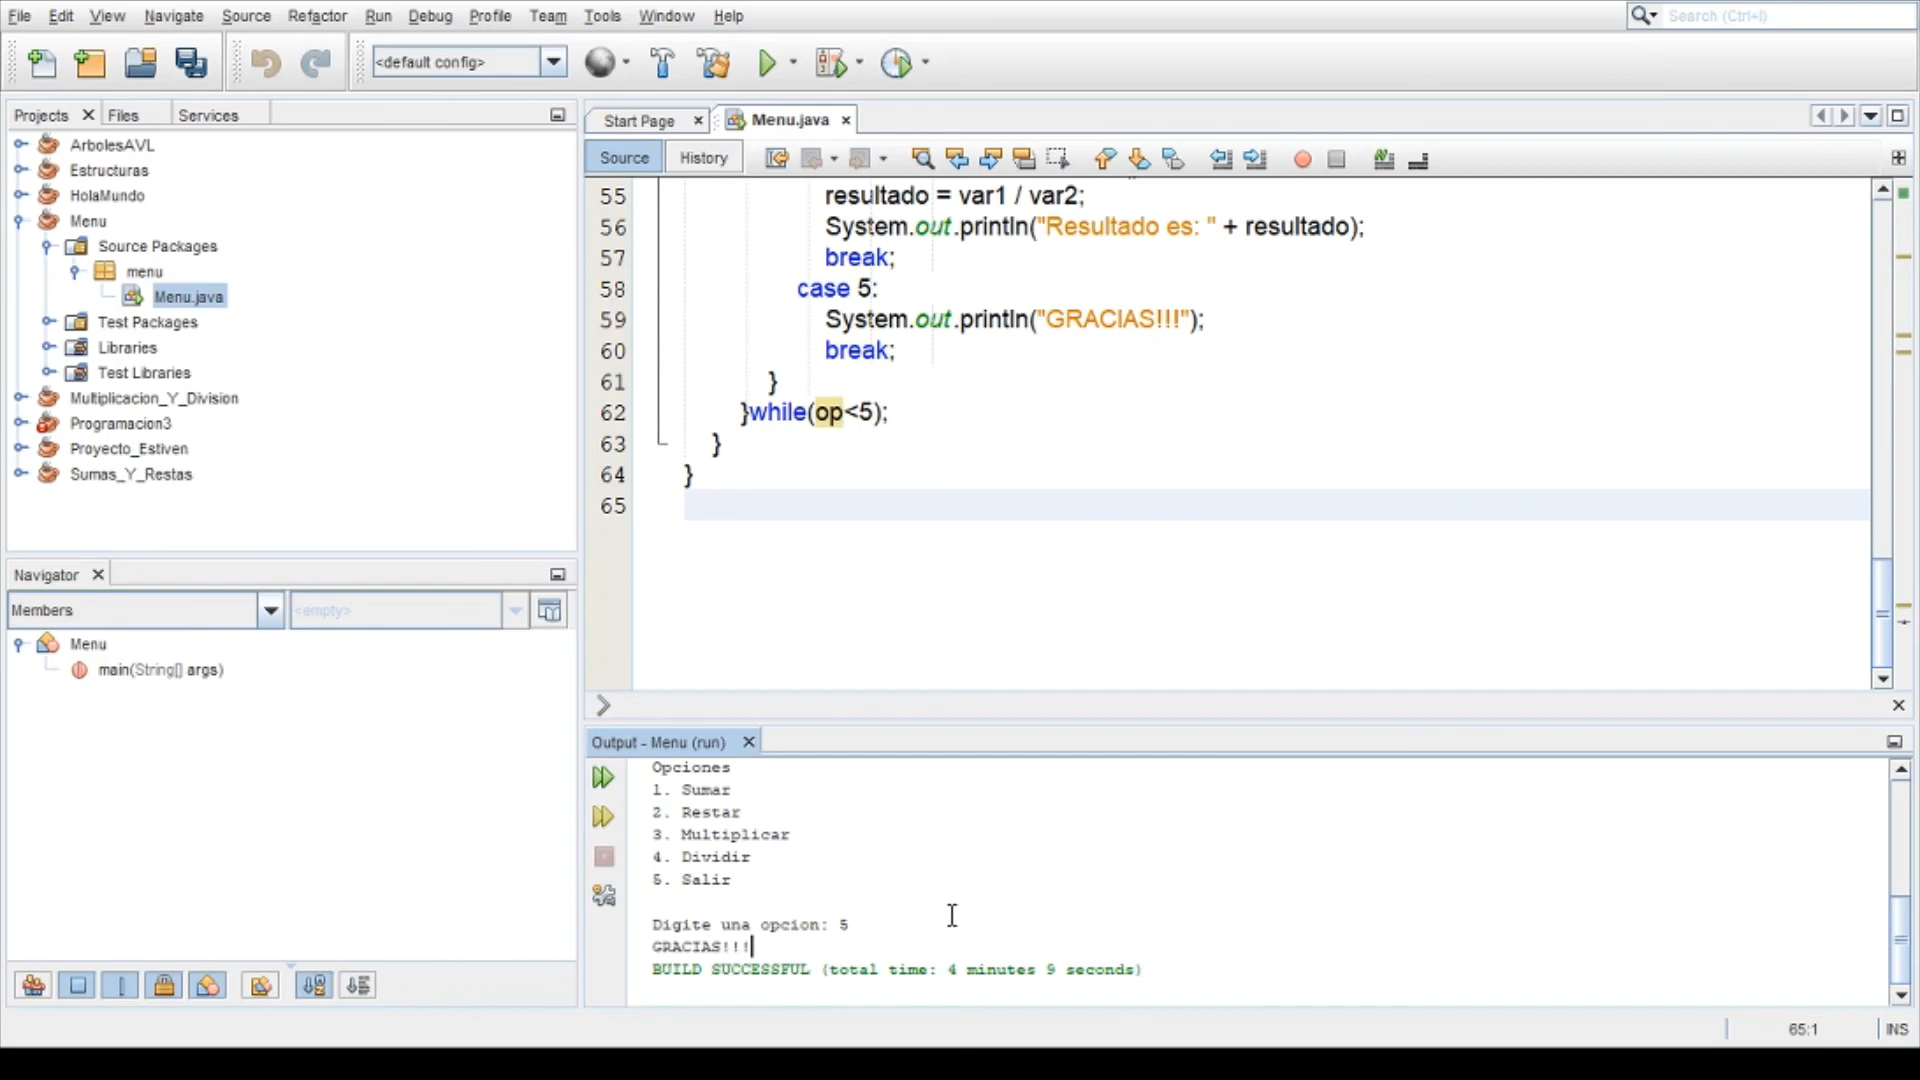 File Edit View Navigate Source Refactor Run Debug Profile Team Tools Window Help
Search (Ctrl+I)
<default config>
Projects Files Services
ArbolesAVL
Estructuras
HolaMundo
Menu
Source Packages
menu
Menu.java
Test Packages
Libraries
Test Libraries
Multiplicacion_Y_Division
Programacion3
Proyecto_Estiven
Sumas_Y_Restas
Navigator
Members
<empty>
Menu
main(String[] args)
Start Page Menu.java
Source History
55 resultado = var1 / var2;
56 System.out.println("Resultado es: " + resultado);
57 break;
58 case 5:
59 System.out.println("GRACIAS!!!");
60 break;
61 }
62 }while(op<5);
63 }
64 }
65
Output - Menu (run)
Opciones
1. Sumar
2. Restar
3. Multiplicar
4. Dividir
5. Salir
Digite una opcion: 5
GRACIAS!!!
BUILD SUCCESSFUL (total time: 4 minutes 9 seconds)
65:1 INS